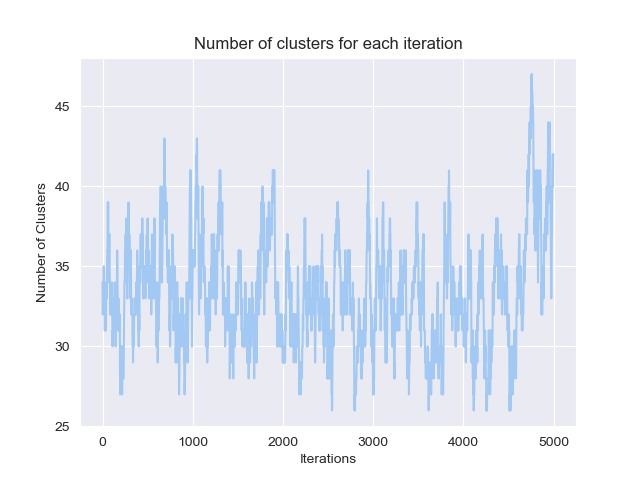 Number of clusters for each iteration
Number of Clusters
45
40
35
30
25
0 1000 2000 3000 4000 5000
Iterations